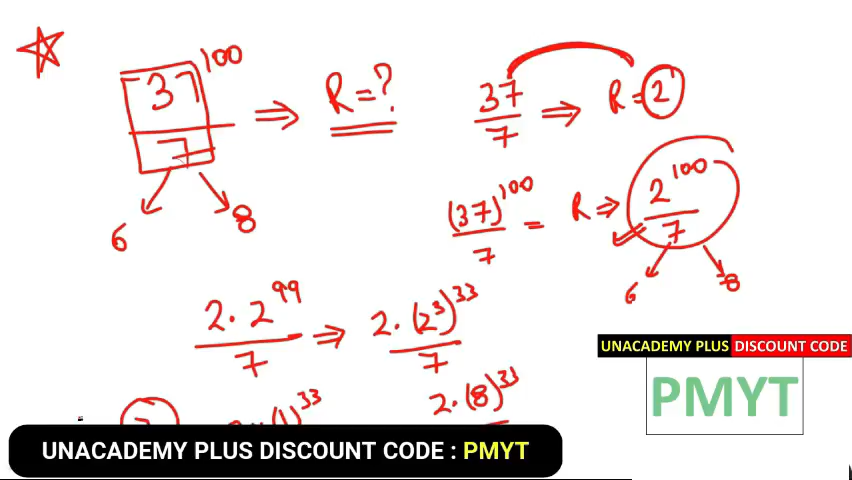 37^100 / 7 ⇒ R = ?
6 8
37 / 7 ⇒ R = 2
(37)^100 / 7 = R ⇒ 2^100 / 7
6 8
2 · 2^99 / 7 ⇒ 2 · (2^3)^33 / 7
2 · (8)^33
(1)^33
UNACADEMY PLUS DISCOUNT CODE
PMYT
UNACADEMY PLUS DISCOUNT CODE : PMYT